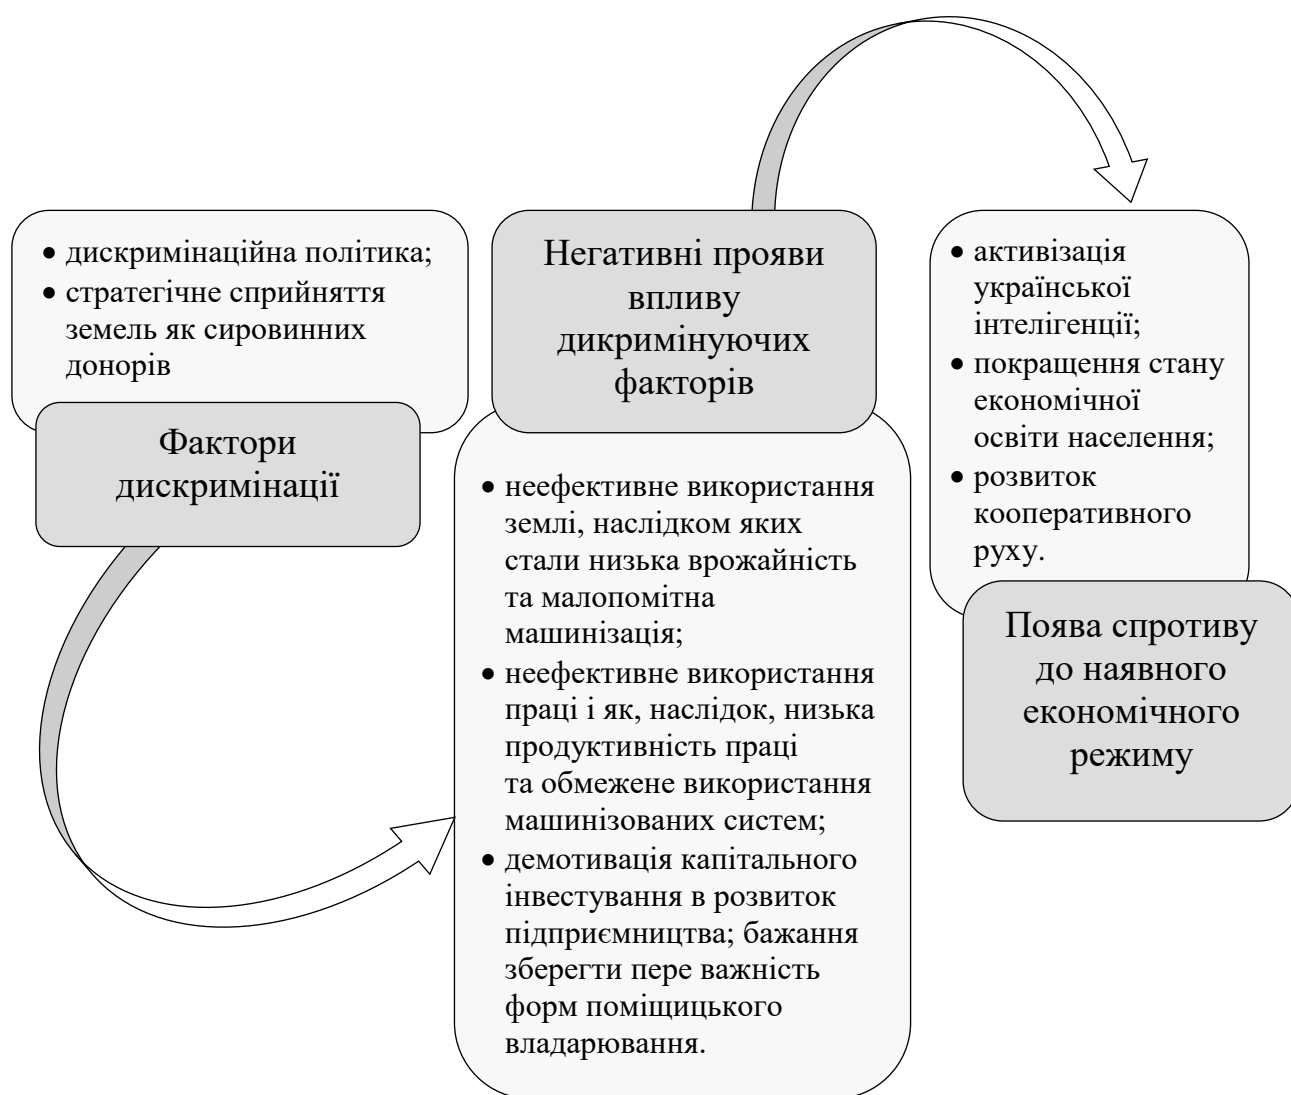 • дискримінаційна політика;
• стратегічне сприйняття
земель як сировинних
донорів
Фактори
дискримінації
Негативні прояви
впливу
дикримінуючих
факторів
• неефективне використання
землі, наслідком яких
стали низька врожайність
та малопомітна
машинізація;
• неефективне використання
праці і як, наслідок, низька
продуктивність праці
та обмежене використання
машинізованих систем;
• демотивація капітального
інвестування в розвиток
підприємництва; бажання
зберегти пере важність
форм поміщицького
владарювання.
• активізація
української
інтелігенції;
• покращення стану
економічної
освіти населення;
• розвиток
кооперативного
руху.
Поява спротиву
до наявного
економічного
режиму